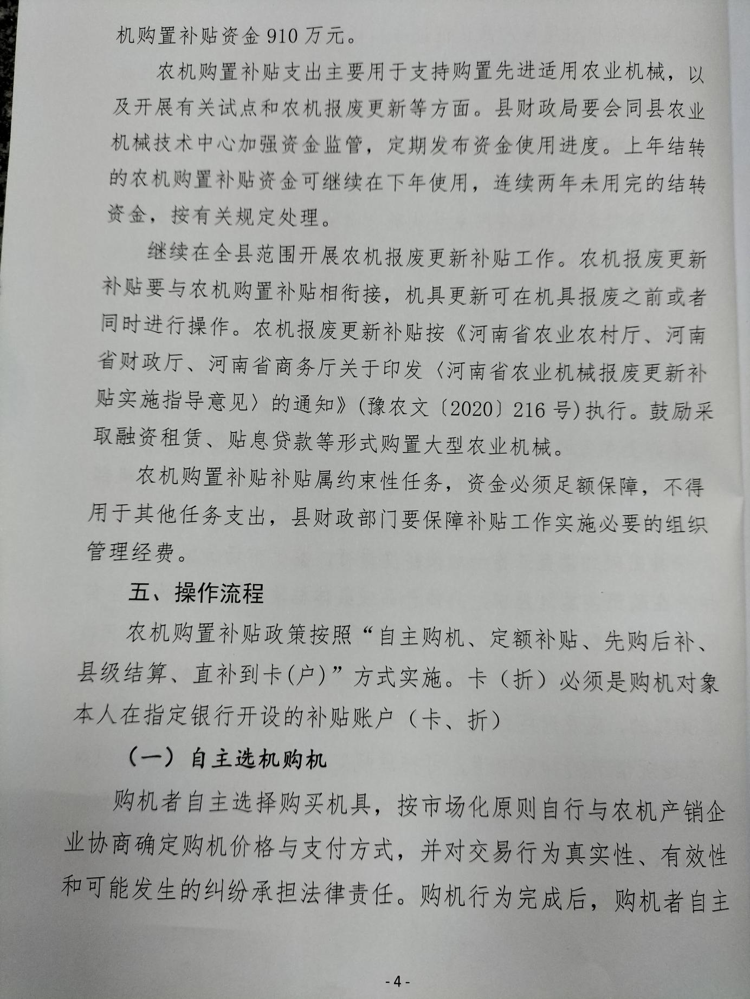 机购置补贴资金 910 万元。
农机购置补贴支出主要用于支持购置先进适用农业机械，以
及开展有关试点和农机报废更新等方面。县财政局要会同县农业
机械技术中心加强资金监管，定期发布资金使用进度。上年结转
的农机购置补贴资金可继续在下年使用，连续两年未用完的结转
资金，按有关规定处理。
继续在全县范围开展农机报废更新补贴工作。农机报废更新
补贴要与农机购置补贴相衔接，机具更新可在机具报废之前或者
同时进行操作。农机报废更新补贴按《河南省农业农村厅、河南
省财政厅、河南省商务厅关于印发〈河南省农业机械报废更新补
贴实施指导意见〉的通知》(豫农文〔2020〕216 号)执行。鼓励采
取融资租赁、贴息贷款等形式购置大型农业机械。
农机购置补贴补贴属约束性任务，资金必须足额保障，不得
用于其他任务支出，县财政部门要保障补贴工作实施必要的组织
管理经费。
五、操作流程
农机购置补贴政策按照“自主购机、定额补贴、先购后补、
县级结算、直补到卡(户)”方式实施。卡（折）必须是购机对象
本人在指定银行开设的补贴账户（卡、折）
（一）自主选机购机
购机者自主选择购买机具，按市场化原则自行与农机产销企
业协商确定购机价格与支付方式，并对交易行为真实性、有效性
和可能发生的纠纷承担法律责任。购机行为完成后，购机者自主
- 4 -